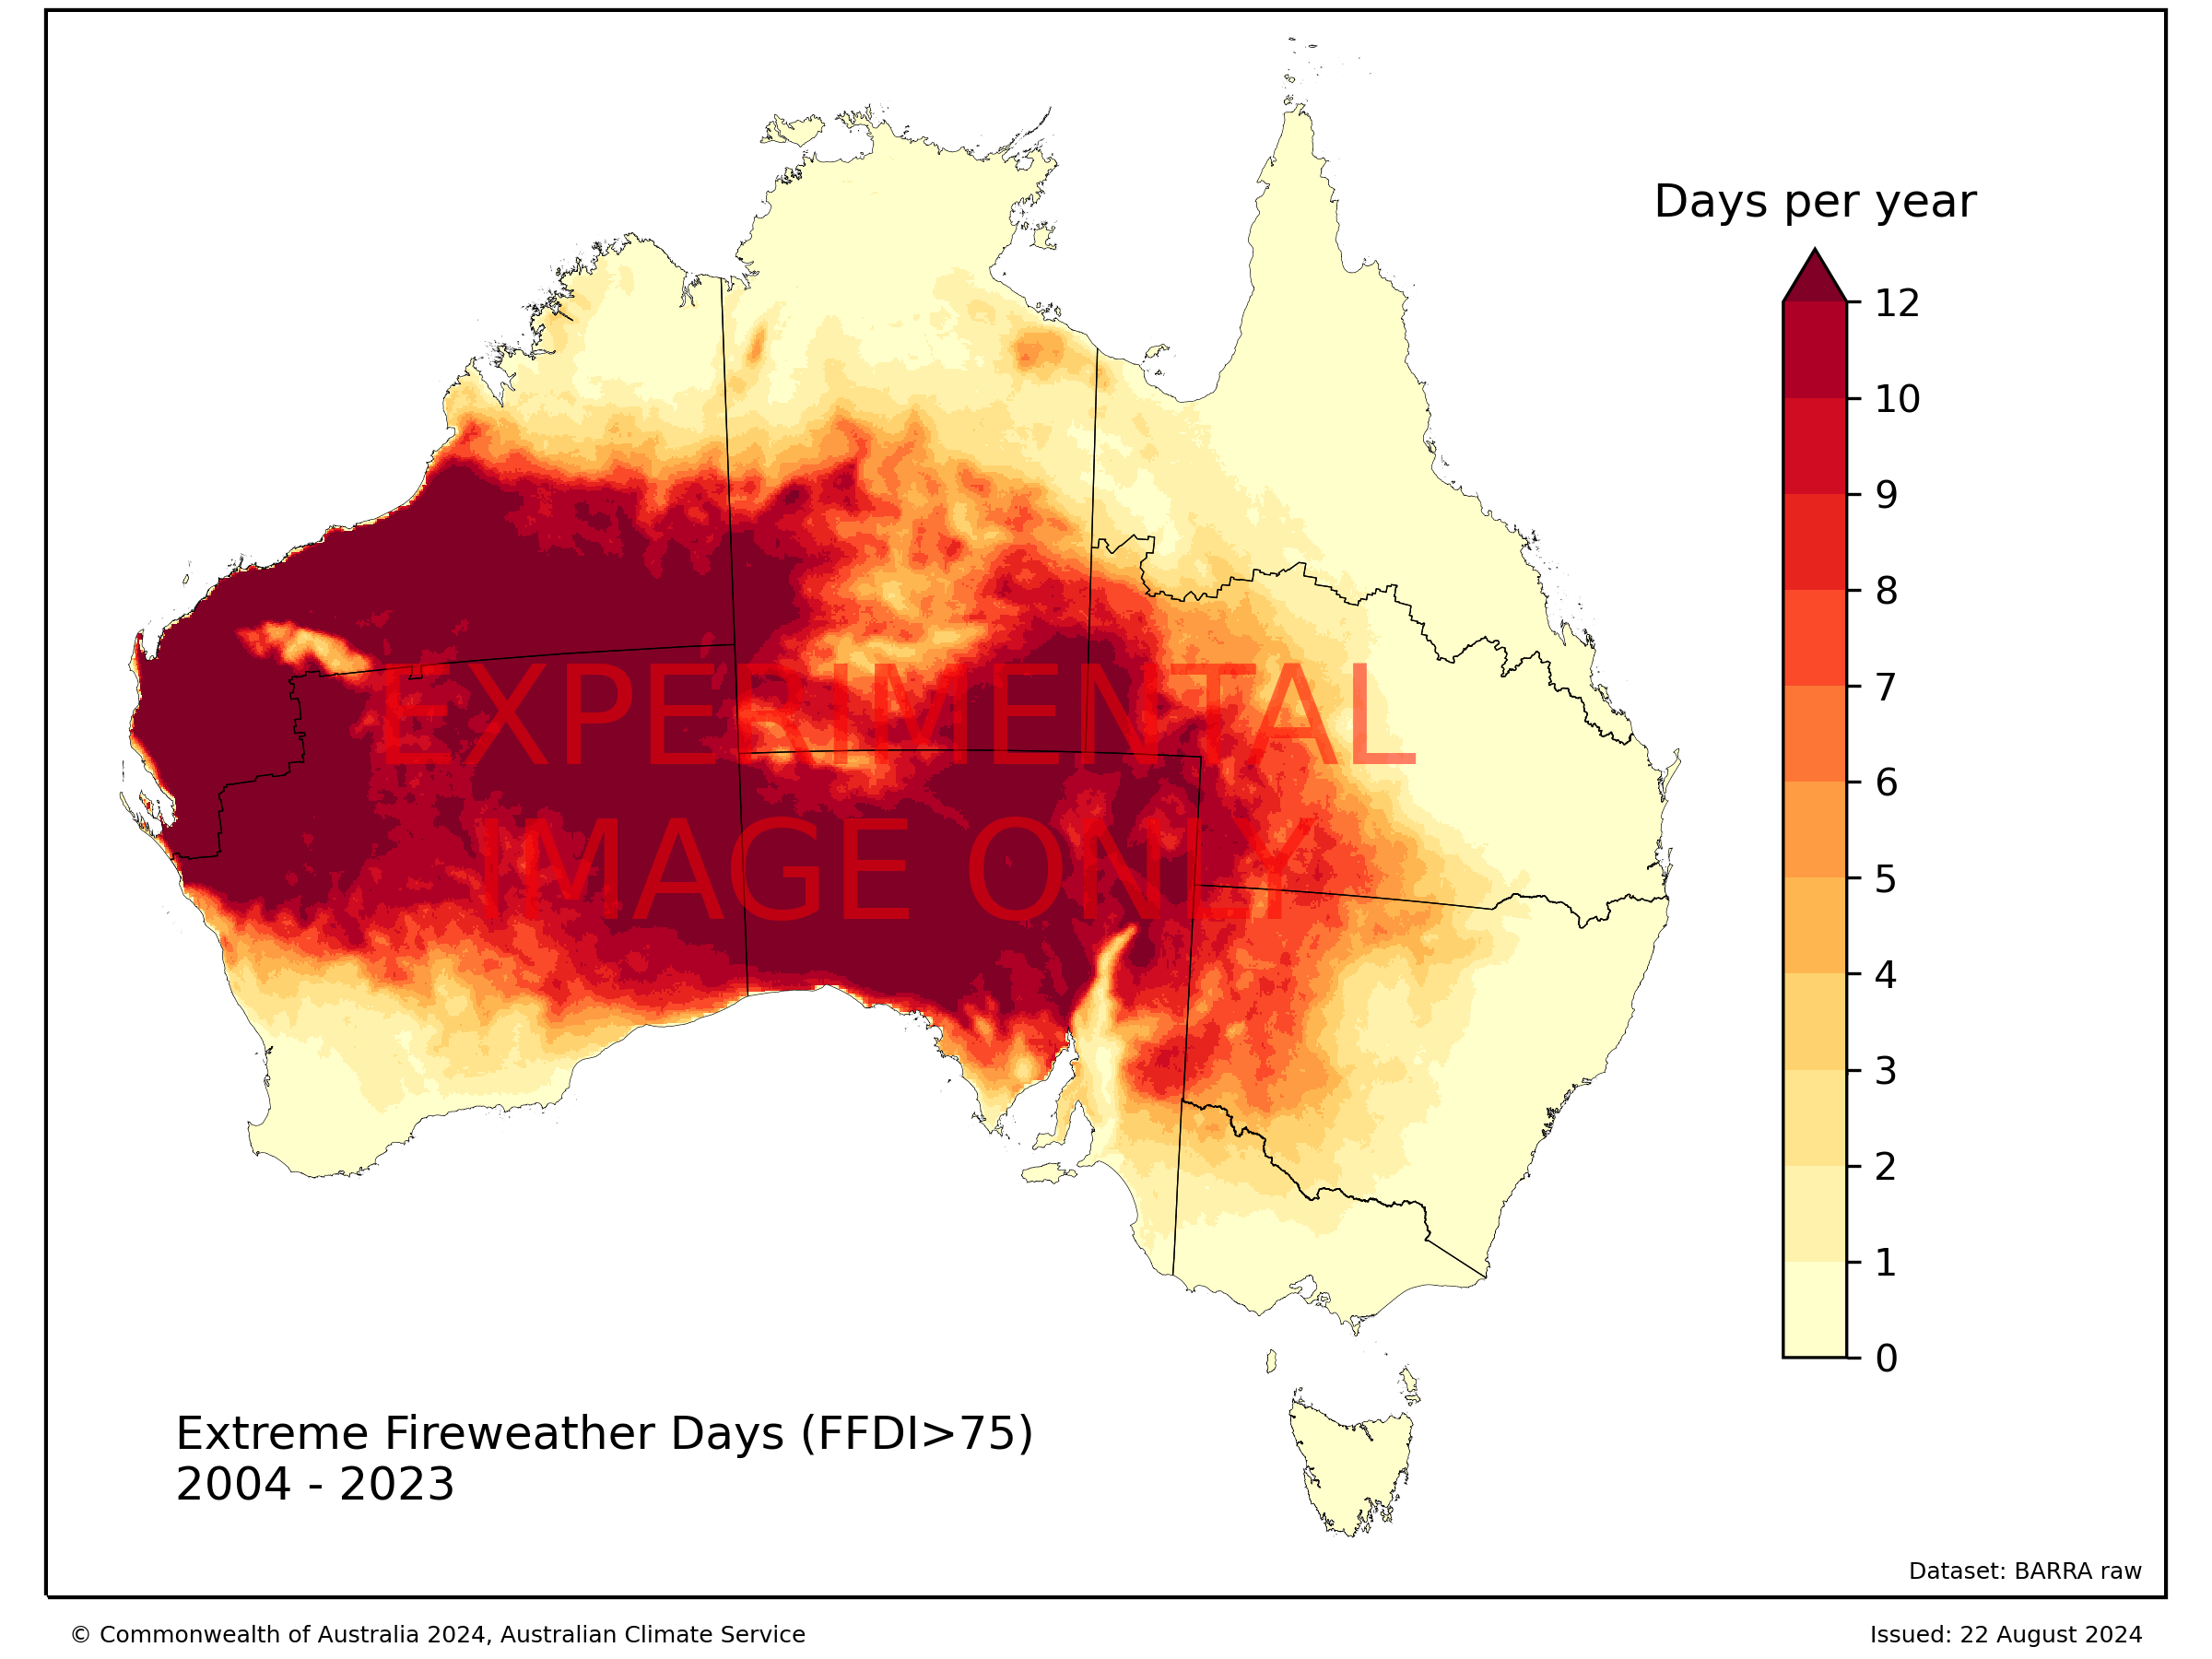 Days per year
12
10
9
8
7
6
5
4
3
2
1
0
EXPERIMENTAL
IMAGE ONLY
Extreme Fireweather Days (FFDI>75)
2004 - 2023
Dataset: BARRA raw
© Commonwealth of Australia 2024, Australian Climate Service
Issued: 22 August 2024